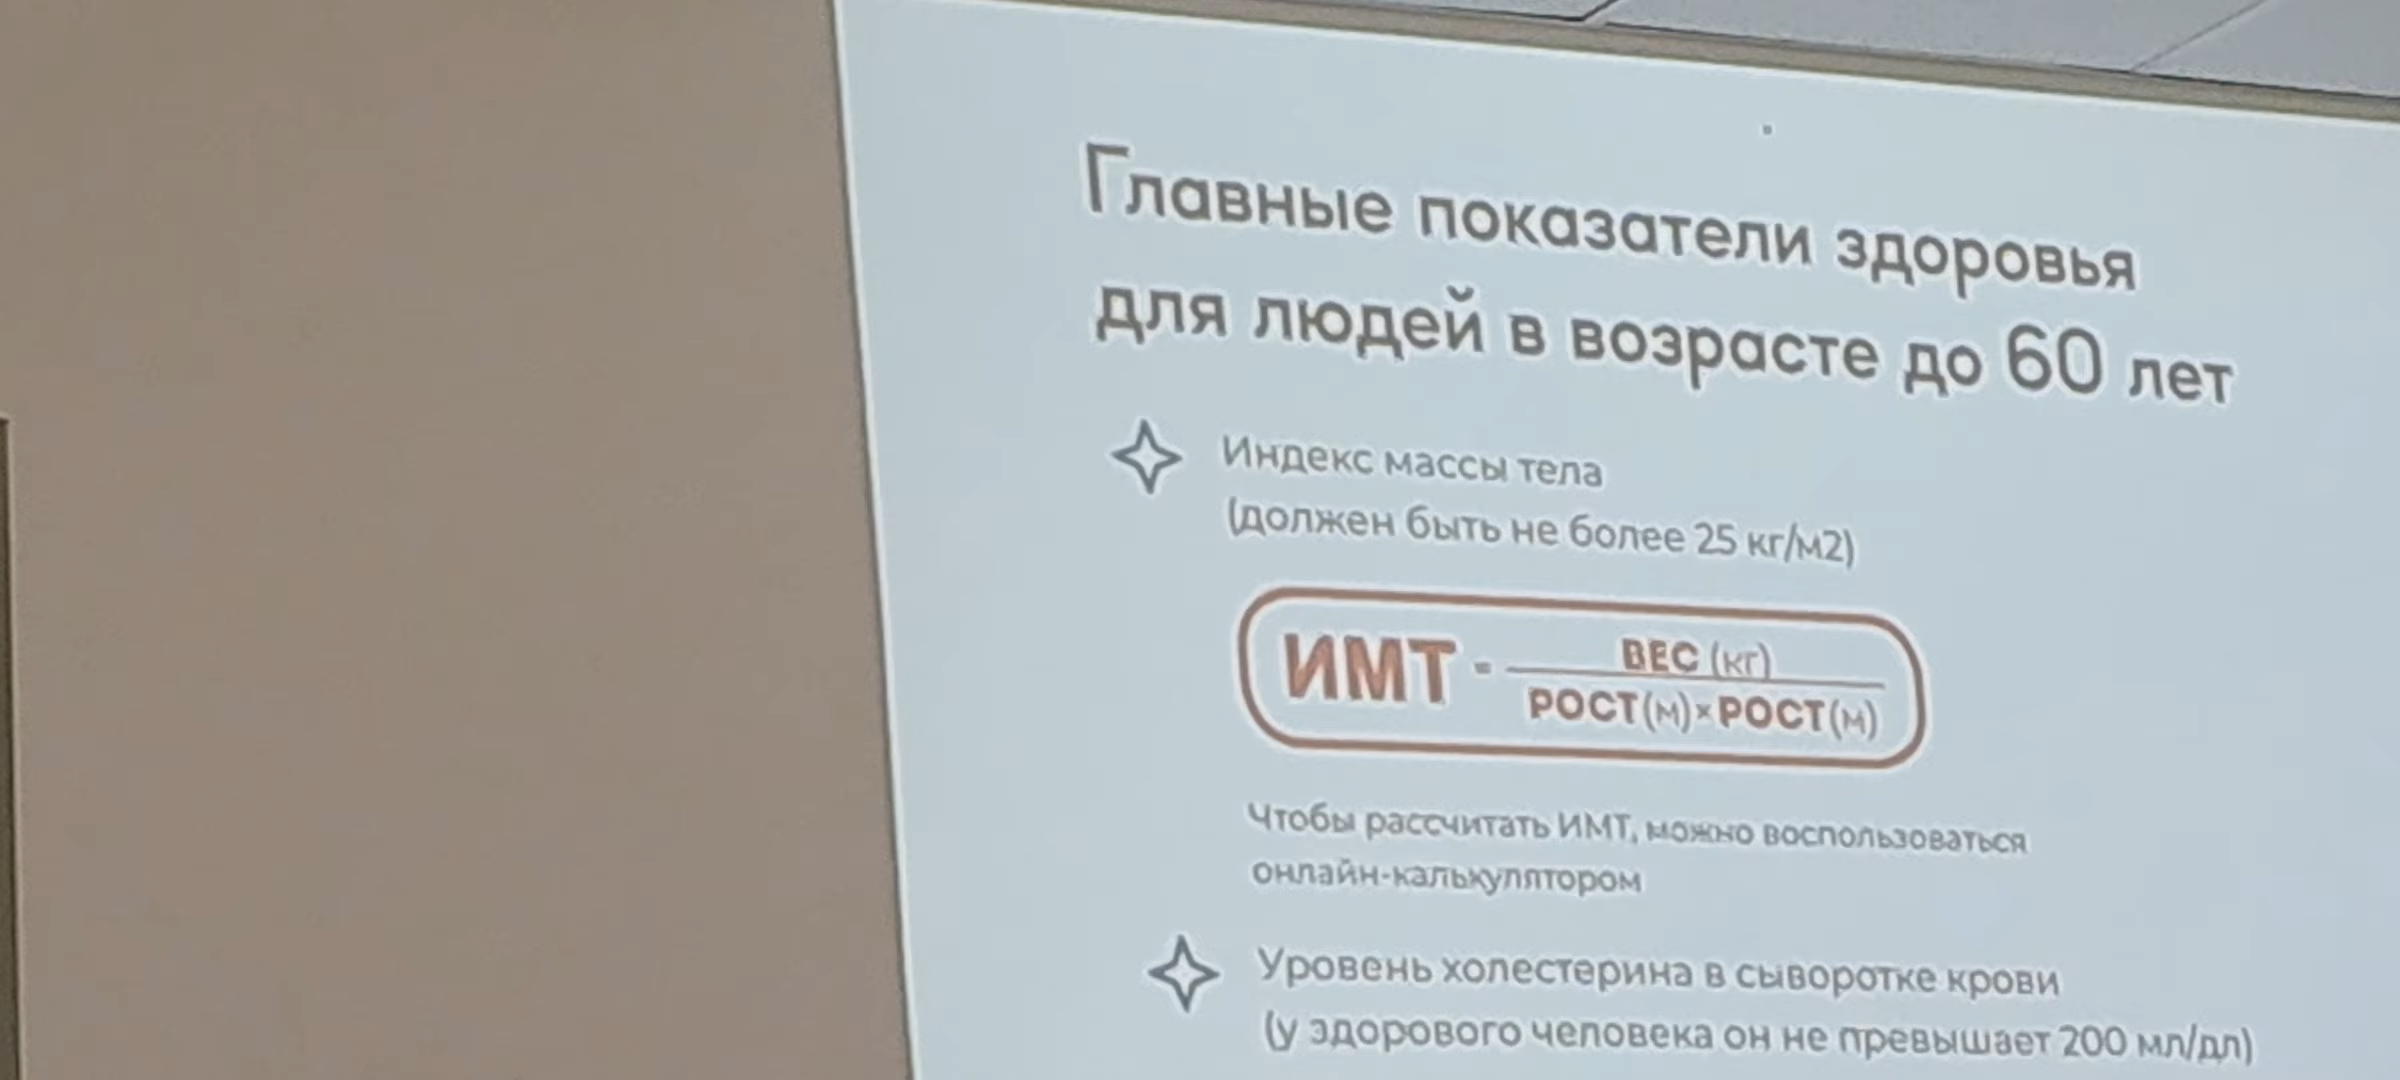 Главные показатели здоровья
для людей в возрасте до 60 лет
Индекс массы тела
(должен быть не более 25 кг/м2)
ИМТ = ВЕС (кг)
РОСТ(м)×РОСТ(м)
Чтобы рассчитать ИМТ, можно воспользоваться
онлайн-калькулятором
Уровень холестерина в сыворотке крови
(у здорового человека он не превышает 200 мл/дл)